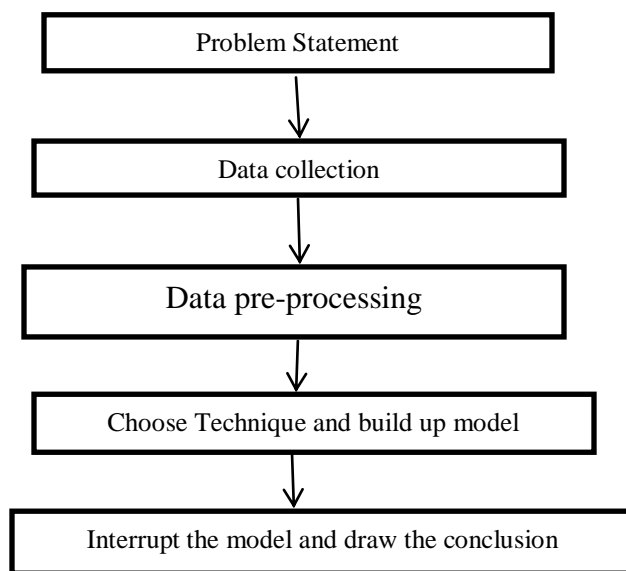 Problem Statement
Data collection
Data pre-processing
Choose Technique and build up model
Interrupt the model and draw the conclusion